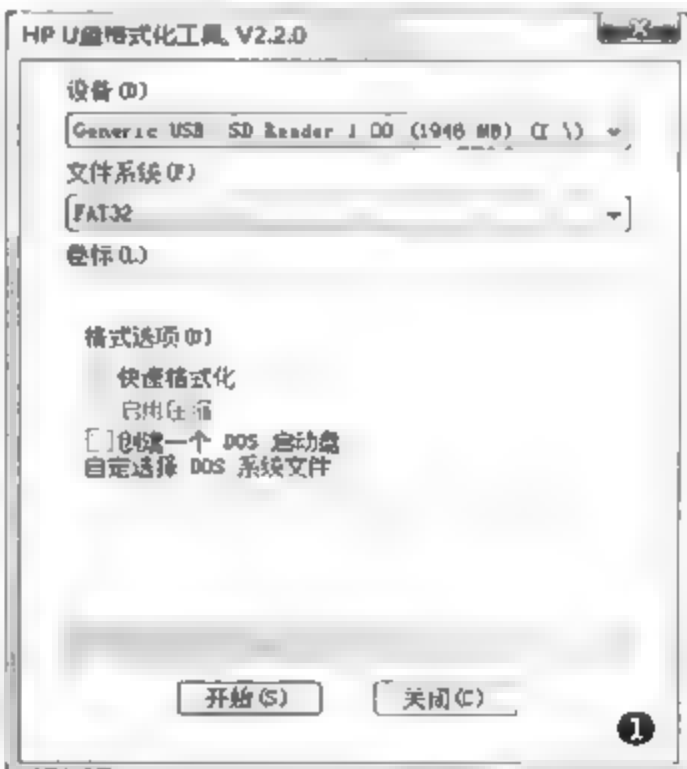 HP U盘格式化工具, V2.2.0
设备(D)
Generic USB SD Reader 1 00 (1946 MB) (I \)
文件系统(F)
FAT32
卷标(L)
格式选项(O)
快速格式化
启用压缩
创建一个 DOS 启动盘
自定选择 DOS 系统文件
开始(S) 关闭(C)
1